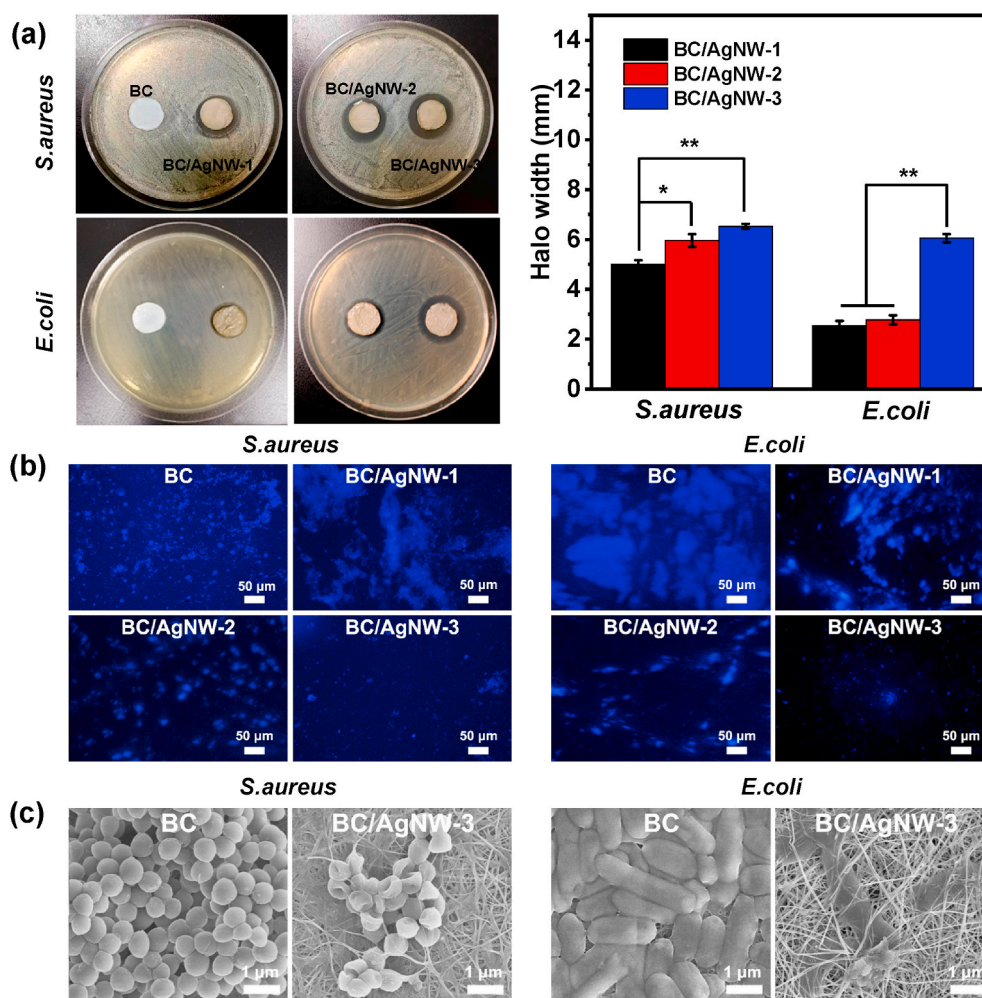 (a)
S.aureus
BC
BC/AgNW-1
BC/AgNW-2
BC/AgNW-3
E.coli
Halo width (mm)
14
12
10
8
6
4
2
0
BC/AgNW-1
BC/AgNW-2
BC/AgNW-3
*
**
**
S.aureus
E.coli
(b)
S.aureus
E.coli
BC
50 µm
BC/AgNW-1
50 µm
BC
50 µm
BC/AgNW-1
50 µm
BC/AgNW-2
50 µm
BC/AgNW-3
50 µm
BC/AgNW-2
50 µm
BC/AgNW-3
50 µm
(c)
S.aureus
E.coli
BC
1 µm
BC/AgNW-3
1 µm
BC
1 µm
BC/AgNW-3
1 µm